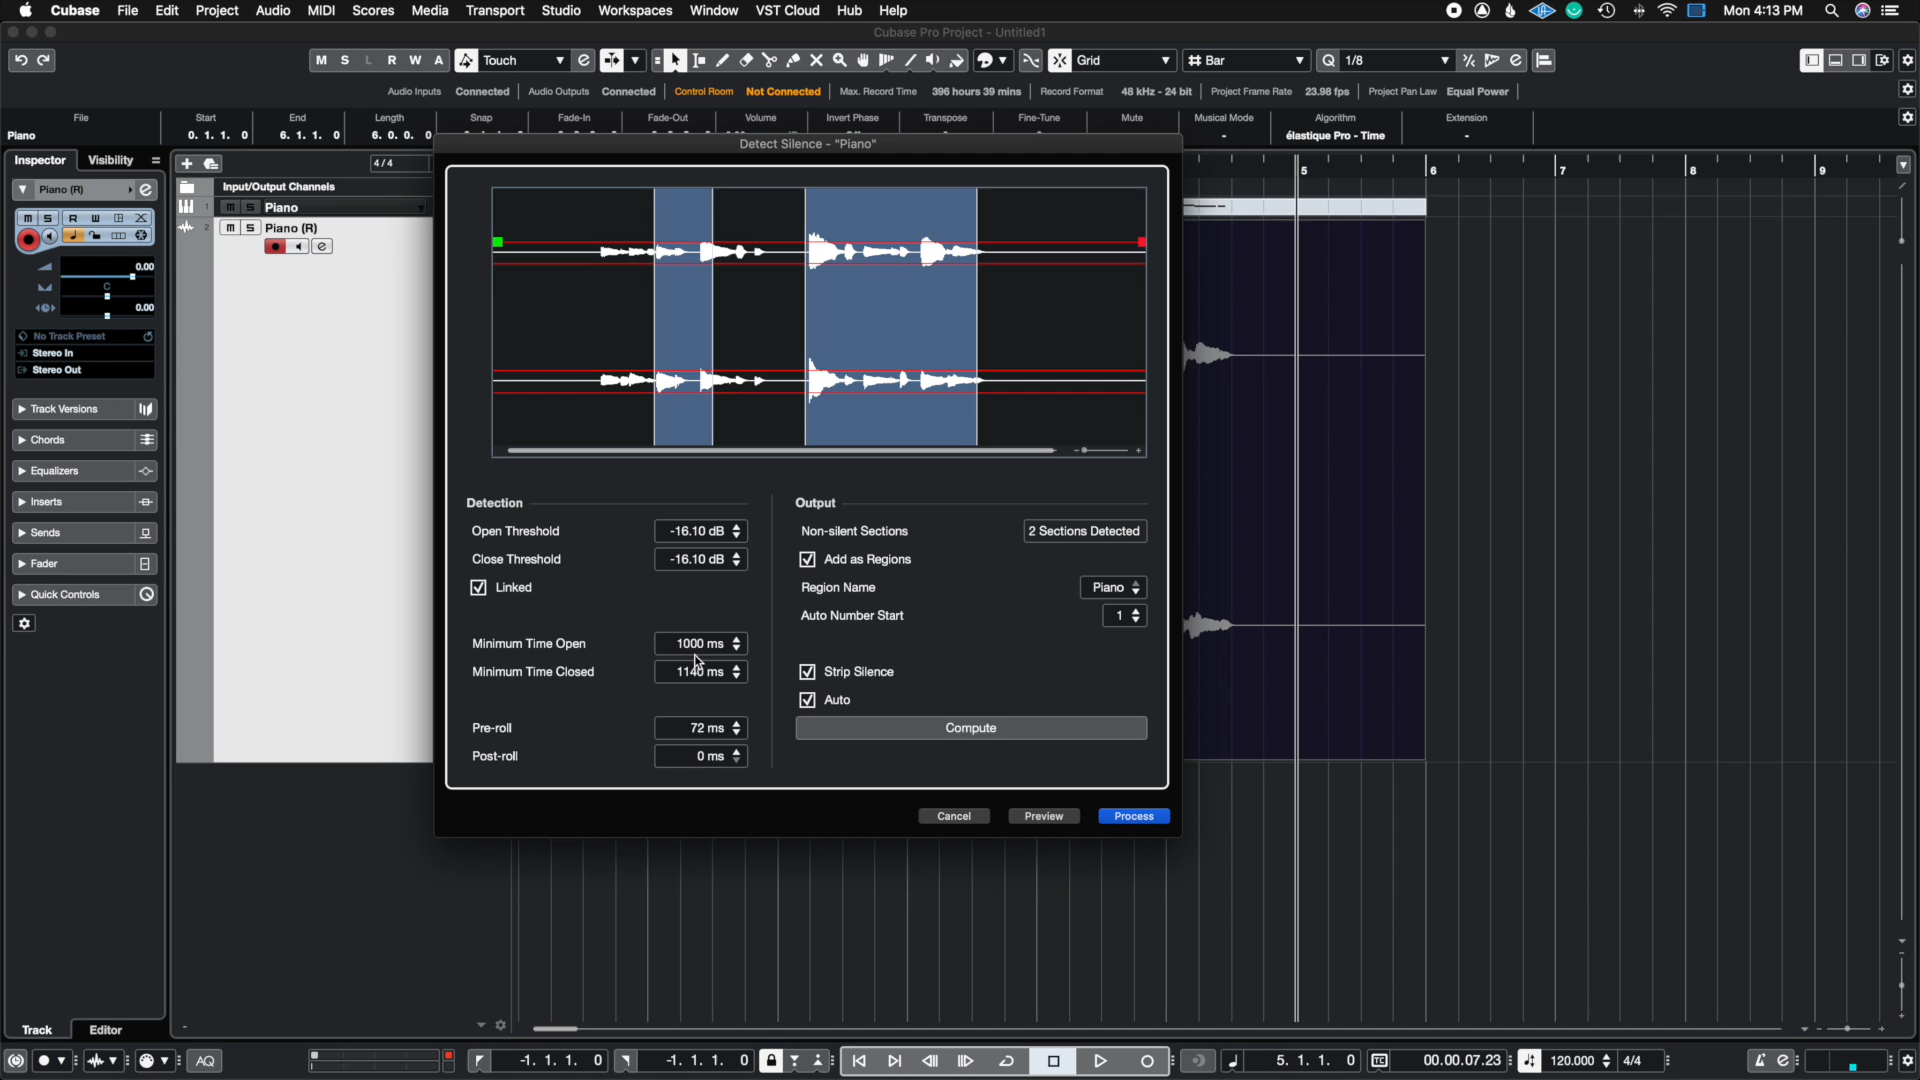 Cubase File Edit Project Audio MIDI Scores Media Transport Studio Workspaces Window VST Cloud Hub Help Mon 4:13 PM
Cubase Pro Project - Untitled1
M S L R W A Touch Grid Bar Q 1/8
Audio Inputs Connected Audio Outputs Connected Control Room Not Connected Max. Record Time 396 hours 39 mins Record Format 48 kHz - 24 bit Project Frame Rate 23.98 fps Project Pan Law Equal Power
File Start End Length Snap Fade-In Fade-Out Volume Invert Phase Transpose Fine-Tune Mute Musical Mode Algorithm Extension
Piano 0. 1. 1. 0 6. 1. 1. 0 6. 0. 0. 0 - élastique Pro - Time -
Detect Silence - "Piano"
Inspector Visibility 4/4
5 6 7 8 9
Piano (R) Input/Output Channels
1 m S Piano
m S R W
2 m S Piano (R)
0.00
C
0.00
No Track Preset
Stereo In
Stereo Out
Track Versions
Chords
Equalizers
Inserts
Sends
Fader
Quick Controls
Detection
Open Threshold -16.10 dB
Close Threshold -16.10 dB
Linked
Minimum Time Open 1000 ms
Minimum Time Closed 1140 ms
Pre-roll 72 ms
Post-roll 0 ms
Output
Non-silent Sections 2 Sections Detected
Add as Regions
Region Name Piano
Auto Number Start 1
Strip Silence
Auto
Compute
Cancel Preview Process
Track Editor
AQ -1. 1. 1. 0 -1. 1. 1. 0 5. 1. 1. 0 TC 00.00.07.23 120.000 4/4